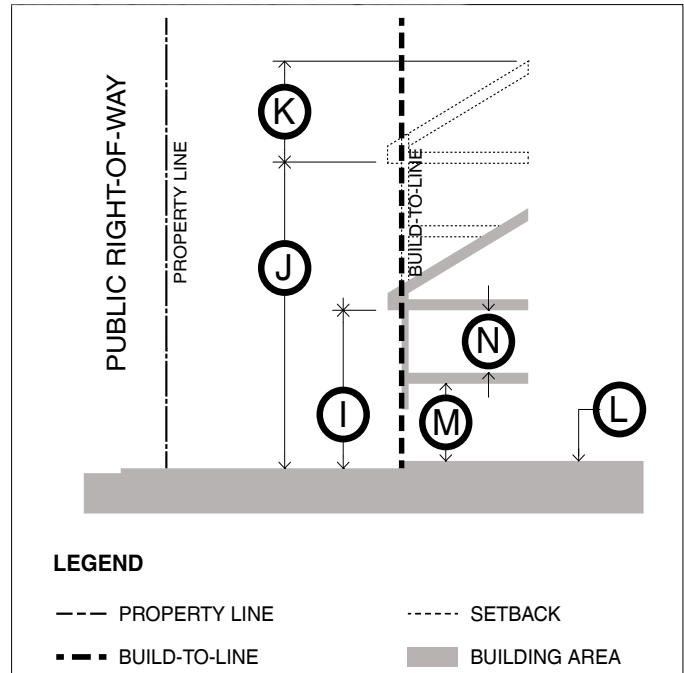 PUBLIC RIGHT-OF-WAY
PROPERTY LINE
BUILD-TO-LINE
K
J
I
N
M
L
LEGEND
PROPERTY LINE
SETBACK
BUILD-TO-LINE
BUILDING AREA